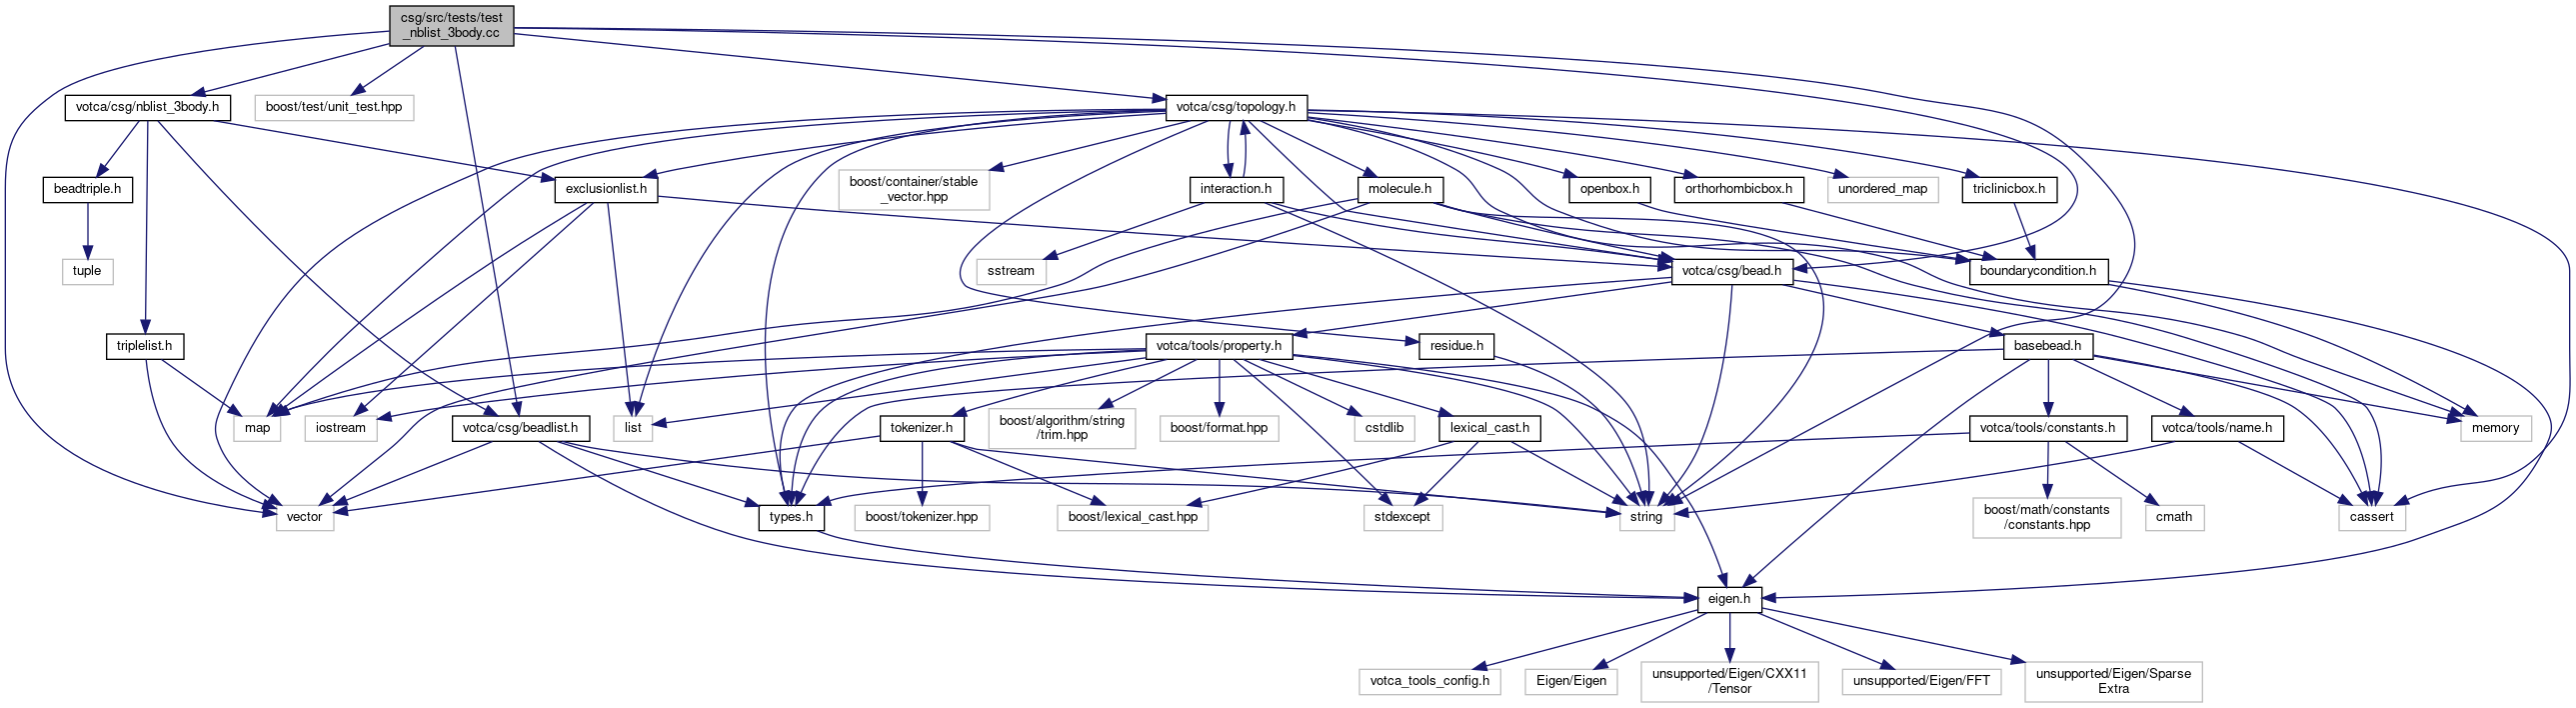 csg/src/tests/test
_nblist_3body.cc
votca/csg/nblist_3body.h
boost/test/unit_test.hpp
votca/csg/topology.h
beadtriple.h
exclusionlist.h
boost/container/stable
_vector.hpp
interaction.h
molecule.h
openbox.h
orthorhombicbox.h
unordered_map
triclinicbox.h
tuple
sstream
votca/csg/bead.h
boundarycondition.h
triplelist.h
votca/tools/property.h
residue.h
basebead.h
map
iostream
votca/csg/beadlist.h
list
tokenizer.h
boost/algorithm/string
/trim.hpp
boost/format.hpp
cstdlib
lexical_cast.h
votca/tools/constants.h
votca/tools/name.h
memory
vector
types.h
boost/tokenizer.hpp
boost/lexical_cast.hpp
stdexcept
string
boost/math/constants
/constants.hpp
cmath
cassert
eigen.h
votca_tools_config.h
Eigen/Eigen
unsupported/Eigen/CXX11
/Tensor
unsupported/Eigen/FFT
unsupported/Eigen/Sparse
Extra